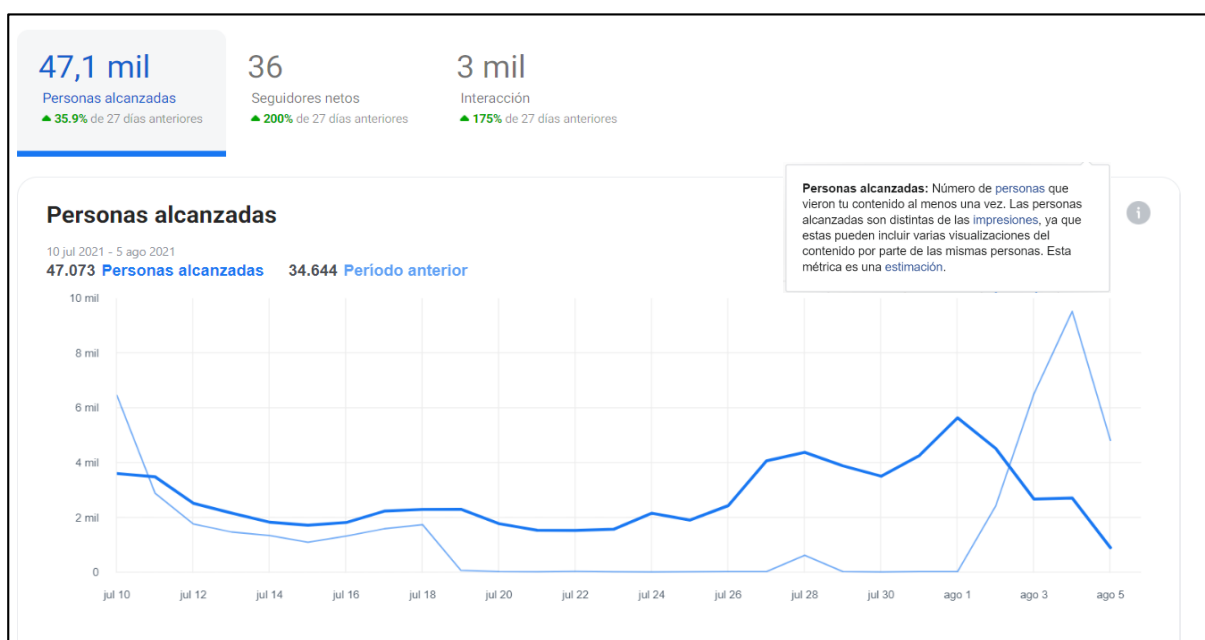 47,1 mil
Personas alcanzadas
35.9% de 27 días anteriores
36
Seguidores netos
200% de 27 días anteriores
3 mil
Interacción
175% de 27 días anteriores
Personas alcanzadas: Número de personas que
vieron tu contenido al menos una vez. Las personas
alcanzadas son distintas de las impresiones, ya que
estas pueden incluir varias visualizaciones del
contenido por parte de las mismas personas. Esta
métrica es una estimación.
i
Personas alcanzadas
10 jul 2021 - 5 ago 2021
47.073 Personas alcanzadas 34.644 Período anterior
10 mil
8 mil
6 mil
4 mil
2 mil
0
jul 10 jul 12 jul 14 jul 16 jul 18 jul 20 jul 22 jul 24 jul 26 jul 28 jul 30 ago 1 ago 3 ago 5